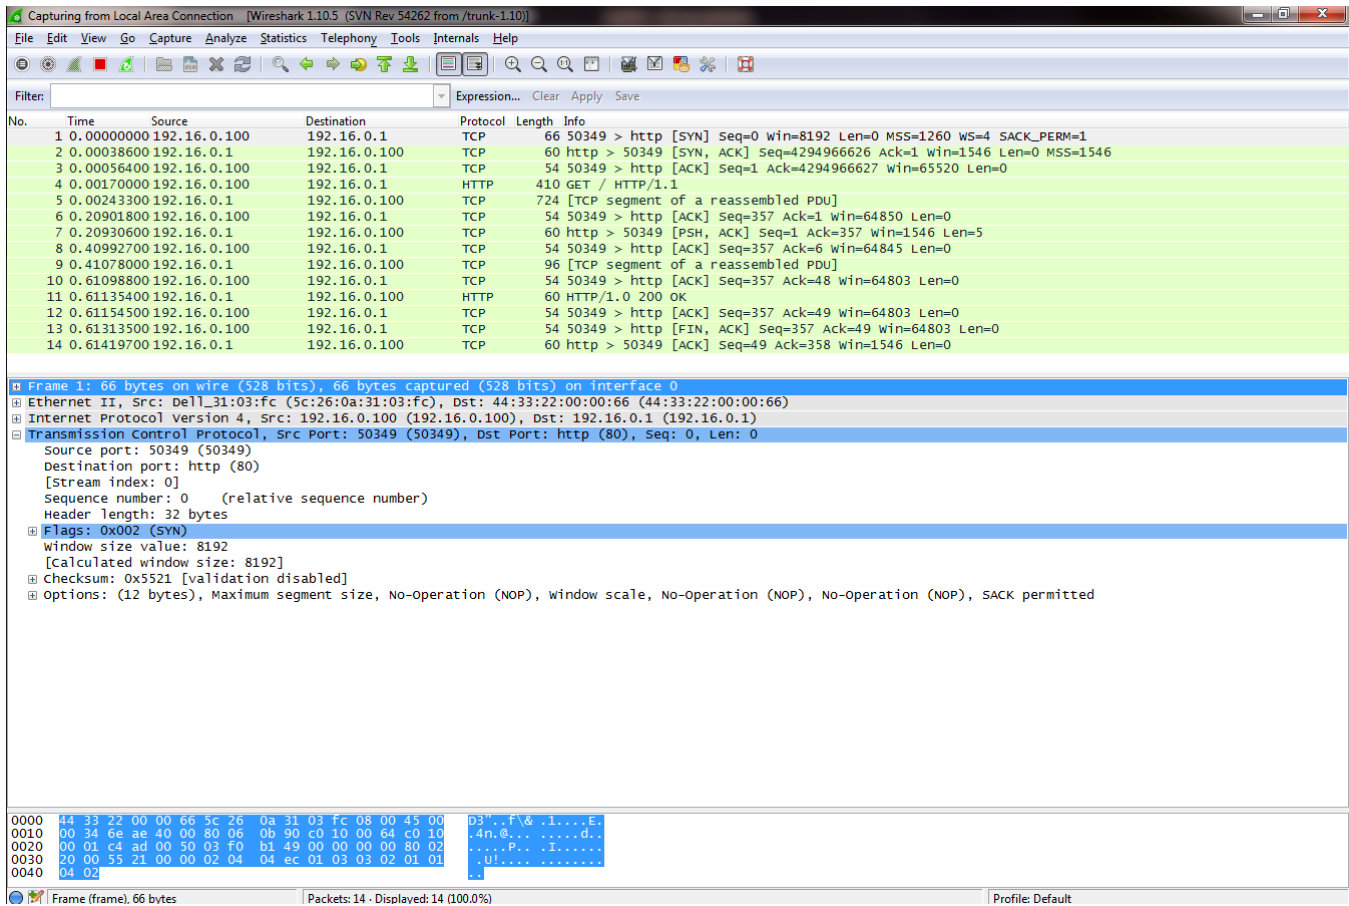 Capturing from Local Area Connection [Wireshark 1.10.5 (SVN Rev 54262 from /trunk-1.10)]
File Edit View Go Capture Analyze Statistics Telephony Tools Internals Help
Filter: Expression... Clear Apply Save
No. Time Source Destination Protocol Length Info
1 0.00000000 192.16.0.100 192.16.0.1 TCP 66 50349 > http [SYN] Seq=0 Win=8192 Len=0 MSS=1260 WS=4 SACK_PERM=1
2 0.00038600 192.16.0.1 192.16.0.100 TCP 60 http > 50349 [SYN, ACK] Seq=4294966626 Ack=1 Win=1546 Len=0 MSS=1546
3 0.00056400 192.16.0.100 192.16.0.1 TCP 54 50349 > http [ACK] Seq=1 Ack=4294966627 Win=65520 Len=0
4 0.00170000 192.16.0.100 192.16.0.1 HTTP 410 GET / HTTP/1.1
5 0.00243300 192.16.0.1 192.16.0.100 TCP 724 [TCP segment of a reassembled PDU]
6 0.20901800 192.16.0.100 192.16.0.1 TCP 54 50349 > http [ACK] Seq=357 Ack=1 Win=64850 Len=0
7 0.20930600 192.16.0.1 192.16.0.100 TCP 60 http > 50349 [PSH, ACK] Seq=1 Ack=357 Win=1546 Len=5
8 0.40992700 192.16.0.100 192.16.0.1 TCP 54 50349 > http [ACK] Seq=357 Ack=6 Win=64845 Len=0
9 0.41078000 192.16.0.1 192.16.0.100 TCP 96 [TCP segment of a reassembled PDU]
10 0.61098800 192.16.0.100 192.16.0.1 TCP 54 50349 > http [ACK] Seq=357 Ack=48 Win=64803 Len=0
11 0.61135400 192.16.0.1 192.16.0.100 HTTP 60 HTTP/1.0 200 OK
12 0.61154500 192.16.0.100 192.16.0.1 TCP 54 50349 > http [ACK] Seq=357 Ack=49 Win=64803 Len=0
13 0.61313500 192.16.0.100 192.16.0.1 TCP 54 50349 > http [FIN, ACK] Seq=357 Ack=49 Win=64803 Len=0
14 0.61419700 192.16.0.1 192.16.0.100 TCP 60 http > 50349 [ACK] Seq=49 Ack=358 Win=1546 Len=0
Frame 1: 66 bytes on wire (528 bits), 66 bytes captured (528 bits) on interface 0
Ethernet II, Src: Dell_31:03:fc (5c:26:0a:31:03:fc), Dst: 44:33:22:00:00:66 (44:33:22:00:00:66)
Internet Protocol Version 4, Src: 192.16.0.100 (192.16.0.100), Dst: 192.16.0.1 (192.16.0.1)
Transmission Control Protocol, Src Port: 50349 (50349), Dst Port: http (80), Seq: 0, Len: 0
Source port: 50349 (50349)
Destination port: http (80)
[Stream index: 0]
Sequence number: 0 (relative sequence number)
Header length: 32 bytes
Flags: 0x002 (SYN)
Window size value: 8192
[Calculated window size: 8192]
Checksum: 0x5521 [validation disabled]
Options: (12 bytes), Maximum segment size, No-Operation (NOP), Window scale, No-Operation (NOP), No-Operation (NOP), SACK permitted
0000 44 33 22 00 00 66 5c 26 0a 31 03 fc 08 00 45 00 D3"..f\& .1....E.
0010 00 34 6e ae 40 00 80 06 0b 90 c0 10 00 64 c0 10 .4n.@... .....d..
0020 00 01 c4 ad 00 50 03 f0 b1 49 00 00 00 00 80 02 .....P.. .I......
0030 20 00 55 21 00 00 02 04 04 ec 01 03 03 02 01 01 .U!.... ........
0040 04 02 ..
Frame (frame), 66 bytes Packets: 14 · Displayed: 14 (100.0%) Profile: Default